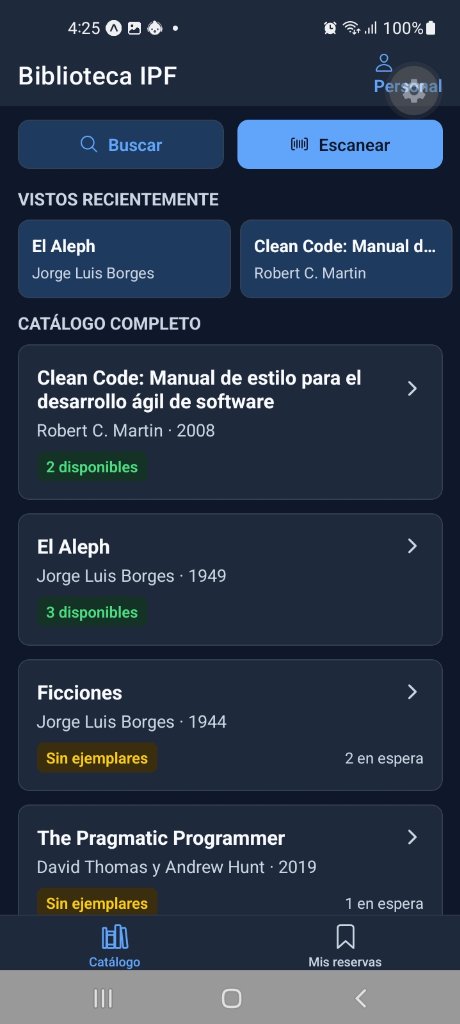 4:25
100%
Biblioteca IPF
Personal
Buscar
Escanear
VISTOS RECIENTEMENTE
El Aleph
Jorge Luis Borges
Clean Code: Manual d...
Robert C. Martin
CATÁLOGO COMPLETO
Clean Code: Manual de estilo para el
desarrollo ágil de software
Robert C. Martin · 2008
2 disponibles
El Aleph
Jorge Luis Borges · 1949
3 disponibles
Ficciones
Jorge Luis Borges · 1944
Sin ejemplares
2 en espera
The Pragmatic Programmer
David Thomas y Andrew Hunt · 2019
Sin ejemplares
1 en espera
Catálogo
Mis reservas